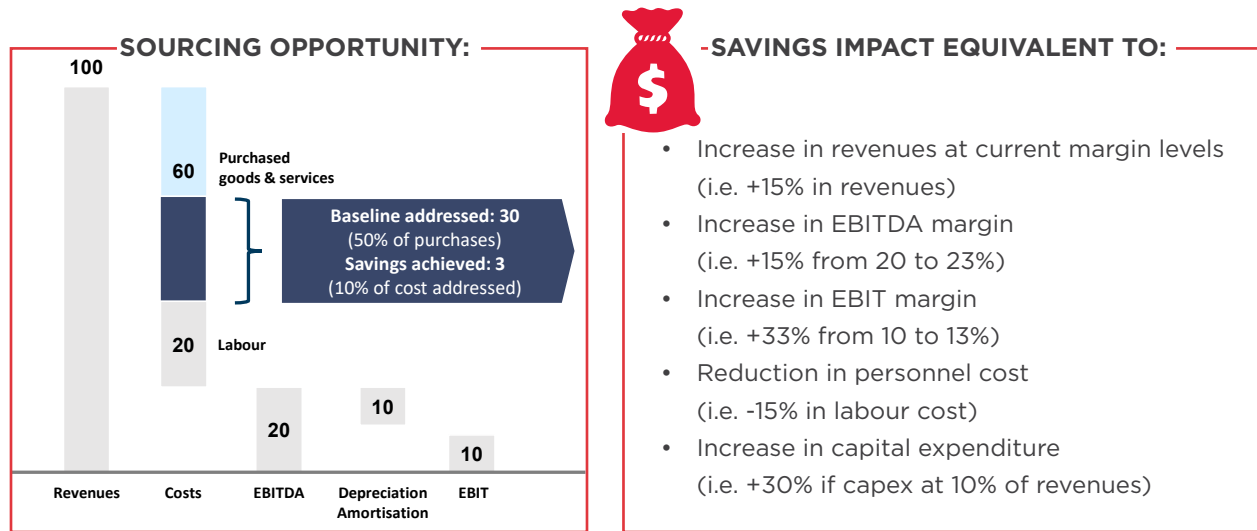 SOURCING OPPORTUNITY:
100
60
Purchased
goods & services
Baseline addressed: 30
(50% of purchases)
Savings achieved: 3
(10% of cost addressed)
20
Labour
20
10
10
Revenues
Costs
EBITDA
Depreciation
Amortisation
EBIT
$
SAVINGS IMPACT EQUIVALENT TO:
• Increase in revenues at current margin levels
(i.e. +15% in revenues)
• Increase in EBITDA margin
(i.e. +15% from 20 to 23%)
• Increase in EBIT margin
(i.e. +33% from 10 to 13%)
• Reduction in personnel cost
(i.e. -15% in labour cost)
• Increase in capital expenditure
(i.e. +30% if capex at 10% of revenues)